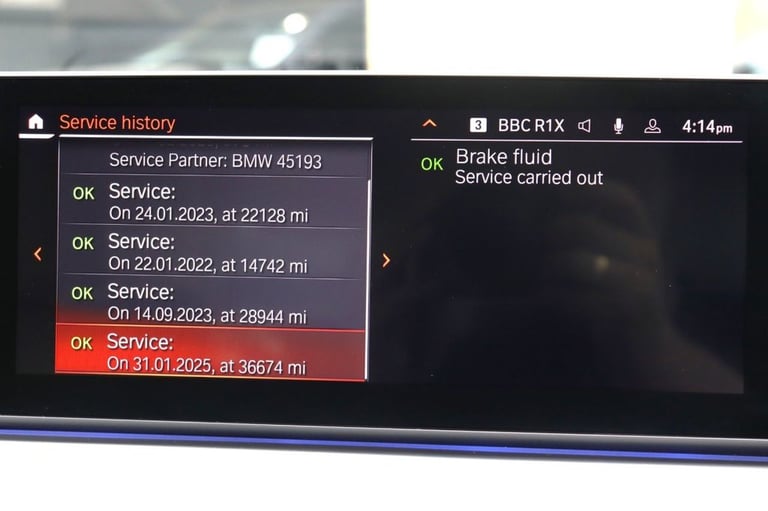 Service history
3 BBC R1X 4:14pm
Service Partner: BMW 45193
OK Service:
On 24.01.2023, at 22128 mi
OK Service:
On 22.01.2022, at 14742 mi
OK Service:
On 14.09.2023, at 28944 mi
OK Service:
On 31.01.2025, at 36674 mi
OK Brake fluid
Service carried out